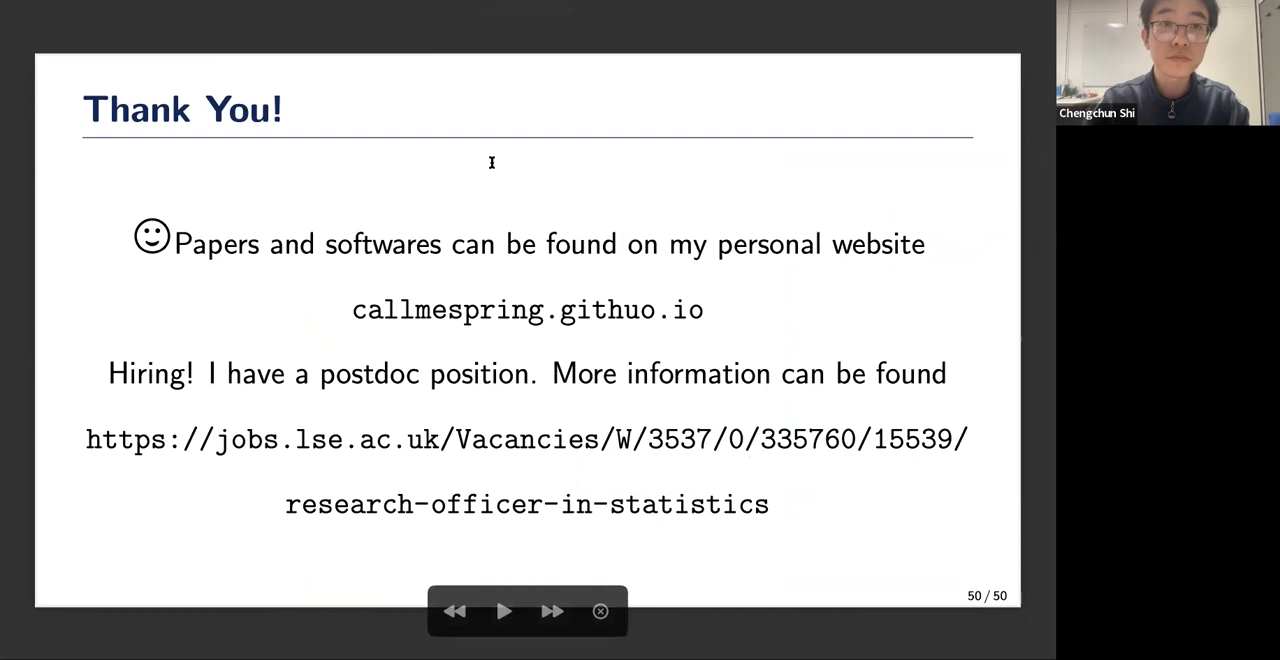 Thank You!
Papers and softwares can be found on my personal website
callmespring.githuo.io
Hiring! I have a postdoc position. More information can be found
https://jobs.lse.ac.uk/Vacancies/W/3537/0/335760/15539/
research-officer-in-statistics
50 / 50
Chengchun Shi